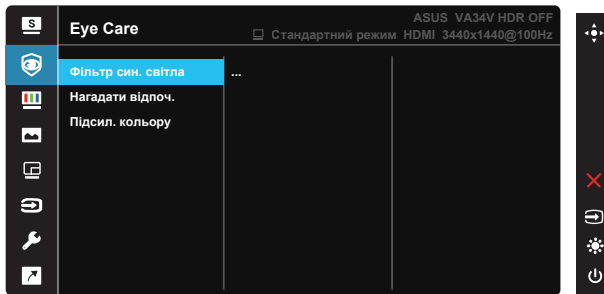 S
Eye Care
ASUS VA34V HDR OFF
Стандартний режим HDMI 3440x1440@100Hz
Фільтр син. світла ...
Нагадати відпоч.
Підсил. кольору